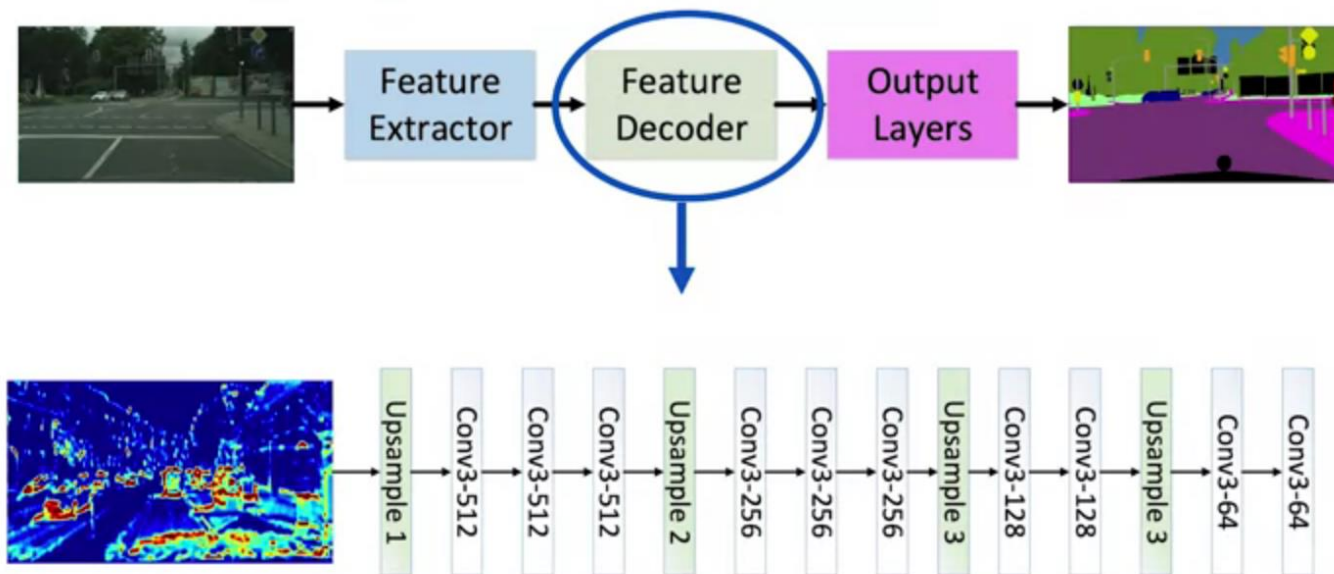 Feature
Extractor
Feature
Decoder
Output
Layers
Upsample 1
Conv3-512
Conv3-512
Conv3-512
Upsample 2
Conv3-256
Conv3-256
Conv3-256
Upsample 3
Conv3-128
Conv3-128
Upsample 3
Conv3-64
Conv3-64